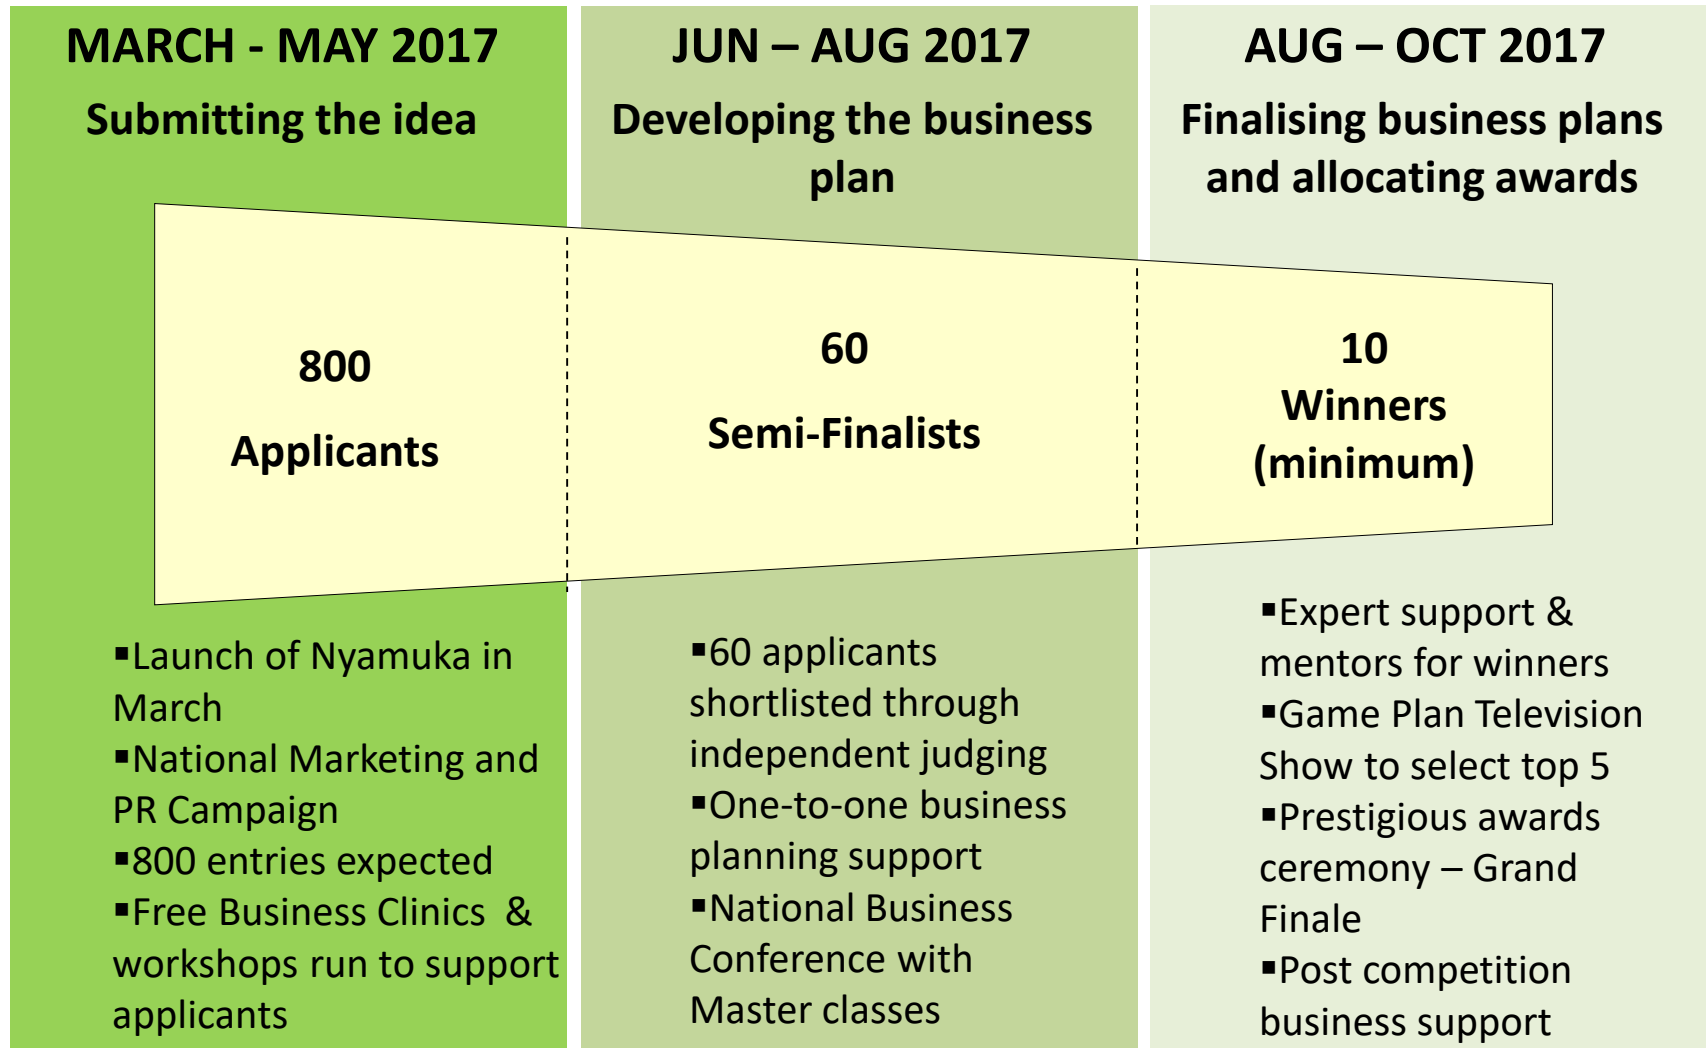 MARCH - MAY 2017
Submitting the idea
800
Applicants
▪Launch of Nyamuka in
March
▪National Marketing and
PR Campaign
▪800 entries expected
▪Free Business Clinics &
workshops run to support
applicants
JUN – AUG 2017
Developing the business
plan
60
Semi-Finalists
▪60 applicants
shortlisted through
independent judging
▪One-to-one business
planning support
▪National Business
Conference with
Master classes
AUG – OCT 2017
Finalising business plans
and allocating awards
10
Winners
(minimum)
▪Expert support &
mentors for winners
▪Game Plan Television
Show to select top 5
▪Prestigious awards
ceremony – Grand
Finale
▪Post competition
business support